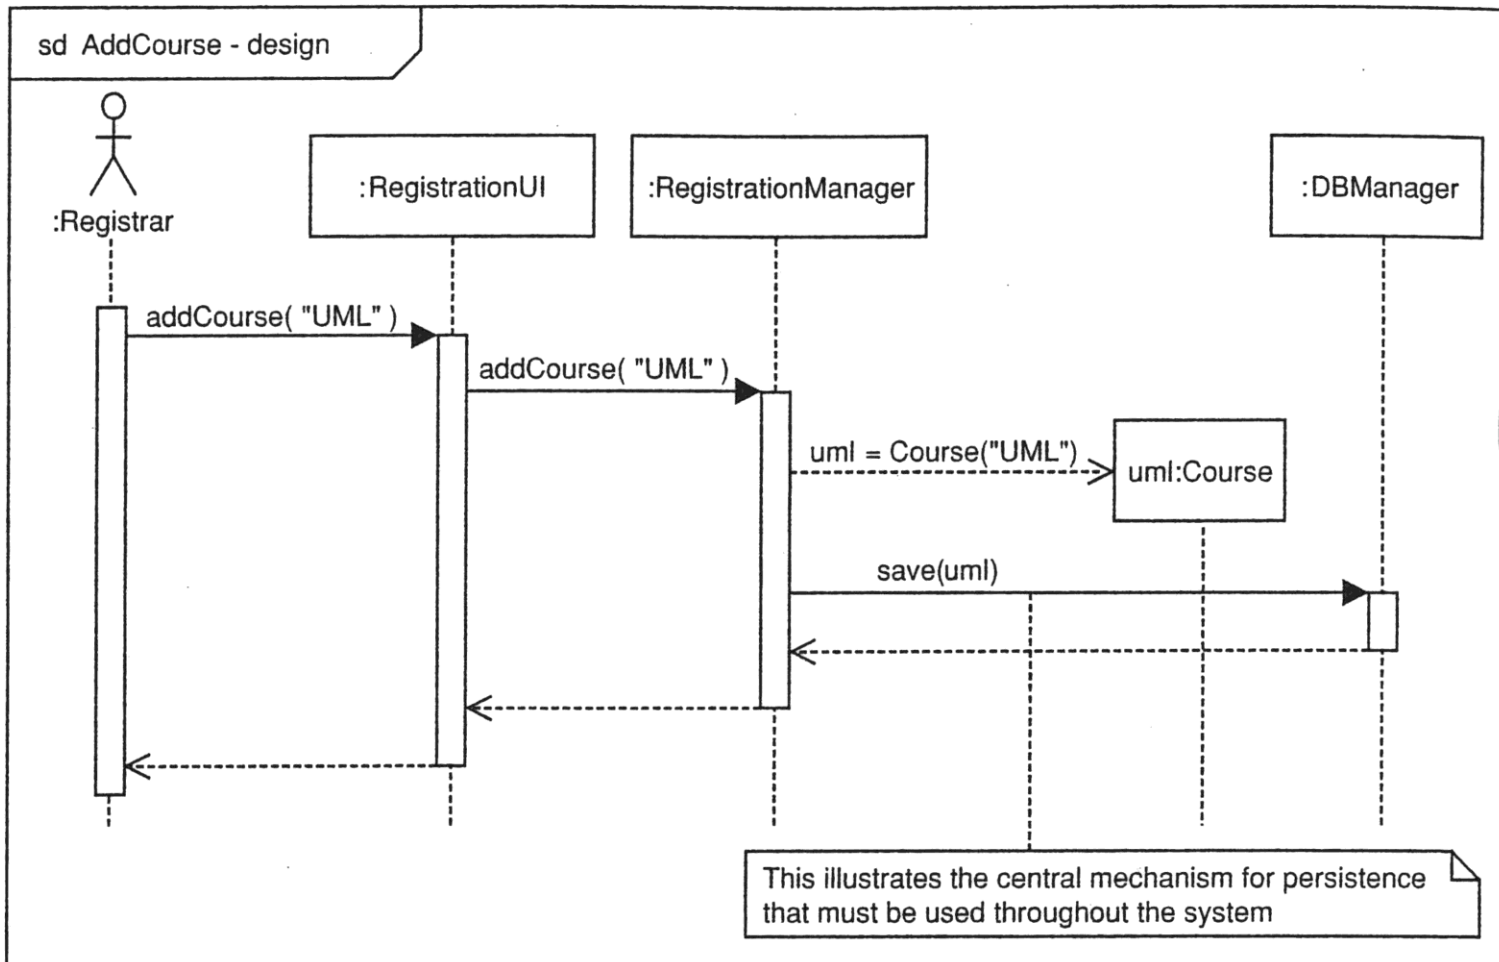 sd AddCourse - design
:Registrar
:RegistrationUI
:RegistrationManager
:DBManager
addCourse( "UML" )
addCourse( "UML" )
uml = Course("UML")
uml:Course
save(uml)
This illustrates the central mechanism for persistence
that must be used throughout the system